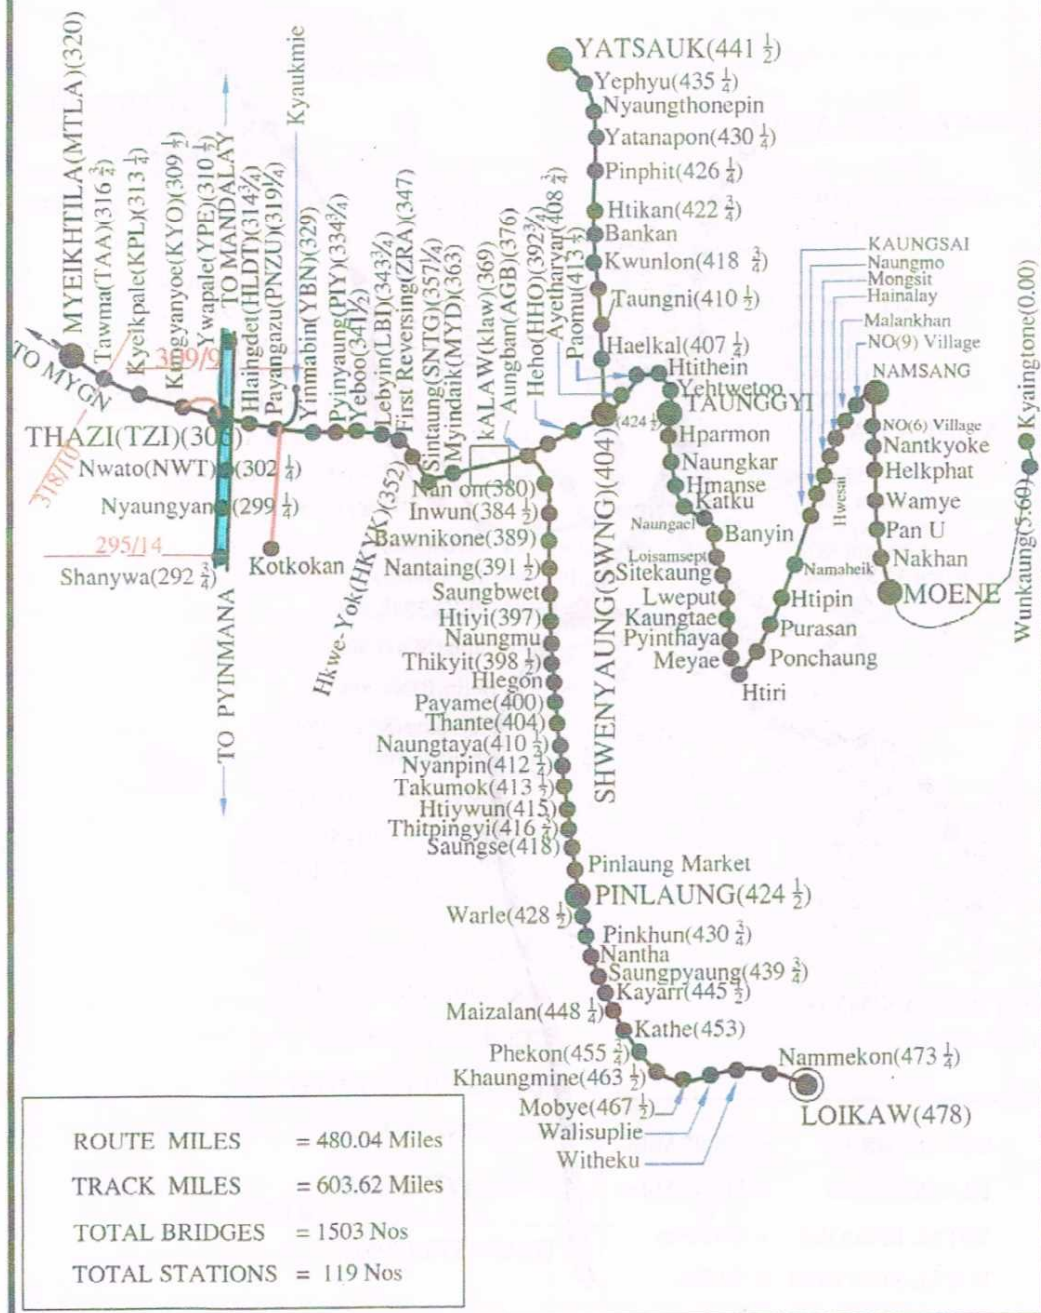 MYEIKHTILA(MTLA)(320)
Tawma(TAA)(316 3/4)
Kyeikpale(KPL)(313 1/4)
Kungyanyoe(KYO)(309 1/2)
Ywapale(YPE)(310 1/2)
TO MANDALAY
Hlaingdet(HLDT)(314¾)
Payangazu(PNZU)(319¼)
Kyaukmie
Yinmabin(YBN)(329)
Pyinyaung(PIY)(334¾)
Yeboo(341½)
Lebyin(LBI)(343¾)
First Reversing(ZRA)(347)
Hkwe-Yok(HKYK)(352)
Sintaung(SNTG)(357¼)
Myindaik(MYD)(363)
kALAW(klaw)(369)
Aungban(AGB)(376)
Heho(HHO)(392¾)
Ayetharyar(408 3/4)
Paomu(413 1/2)
TO MYGN
309/9
318/10
THAZI(TZI)(306)
Nwato(NWT)(302 1/4)
Nyaungyan(299 1/4)
295/14
Shanywa(292 3/4)
Kotkokan
TO PYINMANA
YATSAUK(441 1/2)
Yephyu(435 1/4)
Nyaungthonepin
Yatanapon(430 1/4)
Pinphit(426 1/4)
Htikan(422 3/4)
Bankan
Kwunlon(418 3/4)
Taungni(410 1/2)
Haelkal(407 1/4)
SHWENYAUNG(SWNG)(404)
Htithein
Yehtwetoo
TAUNGGYI
(424 1/2)
Hparmon
Naungkar
Hmanse
Katku
Naungael
Banyin
Loisamsept
Sitekaung
Lweput
Kaungtae
Pyinthaya
Meyae
Htiri
Ponchaung
Purasan
Htipin
Namaheik
Hwesai
KAUNGSAI
Naungmo
Mongsit
Hainalay
Malankhan
NO(9) Village
NAMSANG
NO(6) Village
Nantkyoke
Helkphat
Wamye
Pan U
Nakhan
MOENE
Wunkaung(5.60)
Kyaingtone(0.00)
Nan on(380)
Inwun(384 1/2)
Bawnikone(389)
Nantaing(391 1/2)
Saungbwet
Htiyi(397)
Naungmu
Thikyit(398 1/2)
Hlegon
Payame(400)
Thante(404)
Naungtaya(410 1/2)
Nyanpin(412 1/4)
Takumok(413 1/2)
Htiywun(415)
Thitpingyi(416 3/4)
Saungse(418)
Pinlaung Market
PINLAUNG(424 1/2)
Warle(428 1/2)
Pinkhun(430 3/4)
Nantha
Saungpyaung(439 3/4)
Kayarr(445 1/2)
Maizalan(448 1/4)
Kathe(453)
Phekon(455 3/4)
Khaungmine(463 1/2)
Mobye(467 1/2)
Walisuplie
Witheku
Nammekon(473 1/4)
LOIKAW(478)
ROUTE MILES = 480.04 Miles
TRACK MILES = 603.62 Miles
TOTAL BRIDGES = 1503 Nos
TOTAL STATIONS = 119 Nos